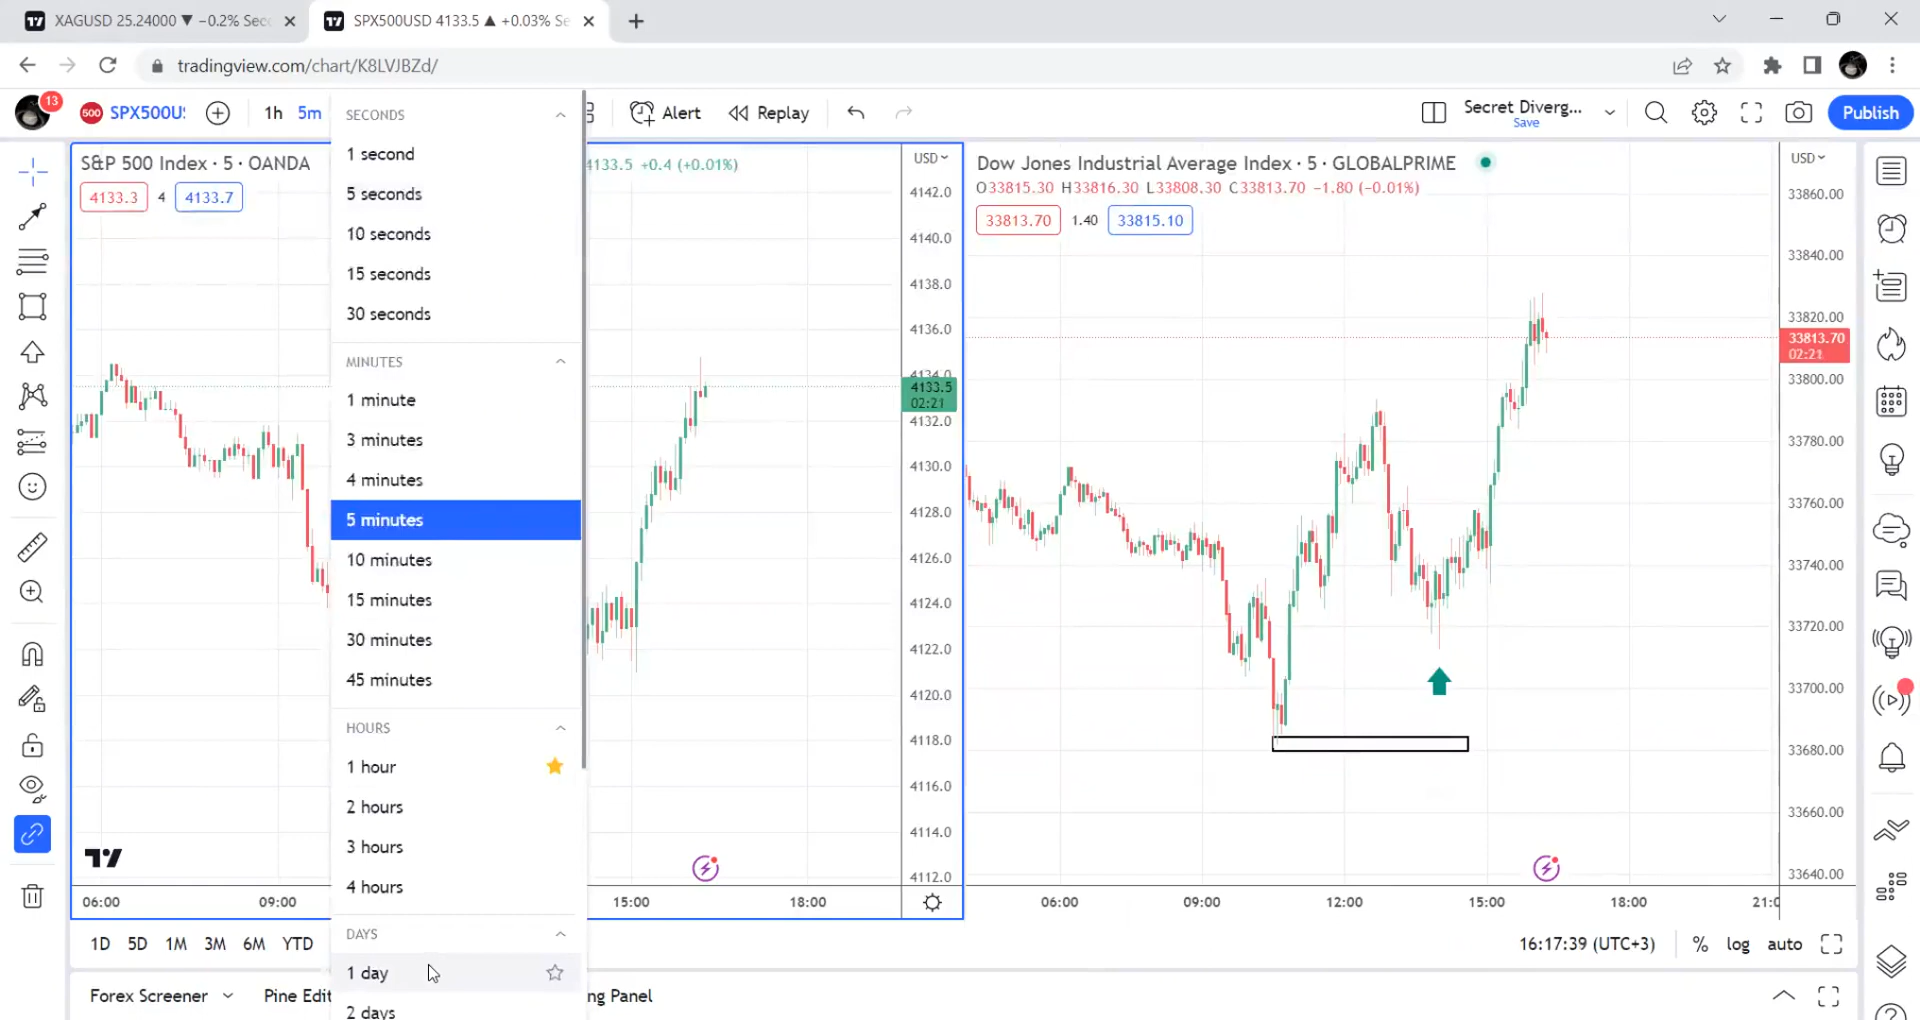 XAGUSD 25.24000 ▼ −0.2% Sec
SPX500USD 4133.5 ▲ +0.03% Se
tradingview.com/chart/K8LVJBZd/
13
500
SPX500U
1h
5m
Alert
Replay
Secret Diverg...
Save
Publish
S&P 500 Index · 5 · OANDA
4133.5 +0.4 (+0.01%)
4133.3
4
4133.7
USD
4142.0
4140.0
4138.0
4136.0
4134.0
4133.5
02:21
4132.0
4130.0
4128.0
4126.0
4124.0
4122.0
4120.0
4118.0
4116.0
4114.0
4112.0
06:00
09:00
15:00
18:00
SECONDS
1 second
5 seconds
10 seconds
15 seconds
30 seconds
MINUTES
1 minute
3 minutes
4 minutes
5 minutes
10 minutes
15 minutes
30 minutes
45 minutes
HOURS
1 hour
2 hours
3 hours
4 hours
DAYS
1 day
2 days
Dow Jones Industrial Average Index · 5 · GLOBALPRIME
O33815.30 H33816.30 L33808.30 C33813.70 −1.80 (−0.01%)
33813.70
1.40
33815.10
USD
33860.00
33840.00
33820.00
33813.70
02:21
33800.00
33780.00
33760.00
33740.00
33720.00
33700.00
33680.00
33660.00
33640.00
06:00
09:00
12:00
15:00
18:00
21:0
1D
5D
1M
3M
6M
YTD
16:17:39 (UTC+3)
%
log
auto
Forex Screener
Pine Edit
ng Panel